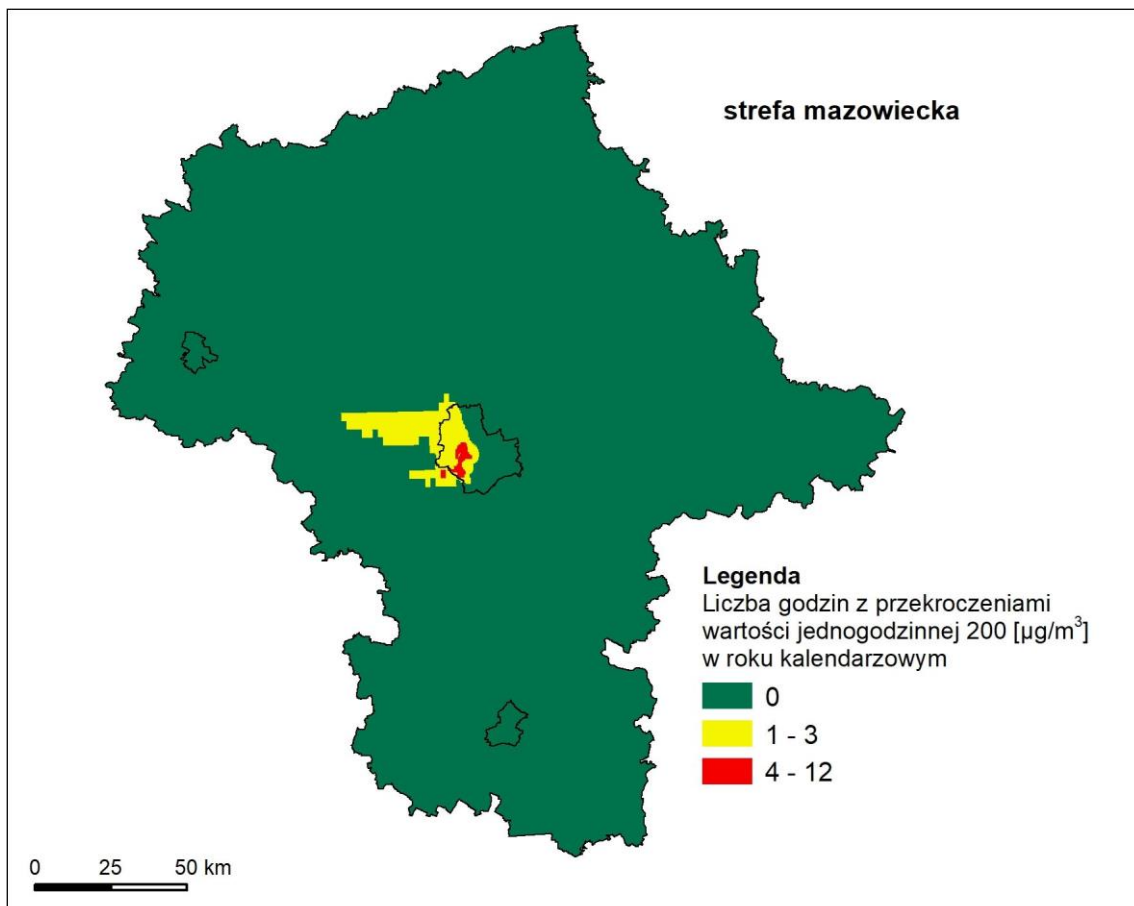 strefa mazowiecka
Legenda
Liczba godzin z przekroczeniami
wartości jednogodzinnej 200 [µg/m³]
w roku kalendarzowym
0
1 - 3
4 - 12
0 25 50 km